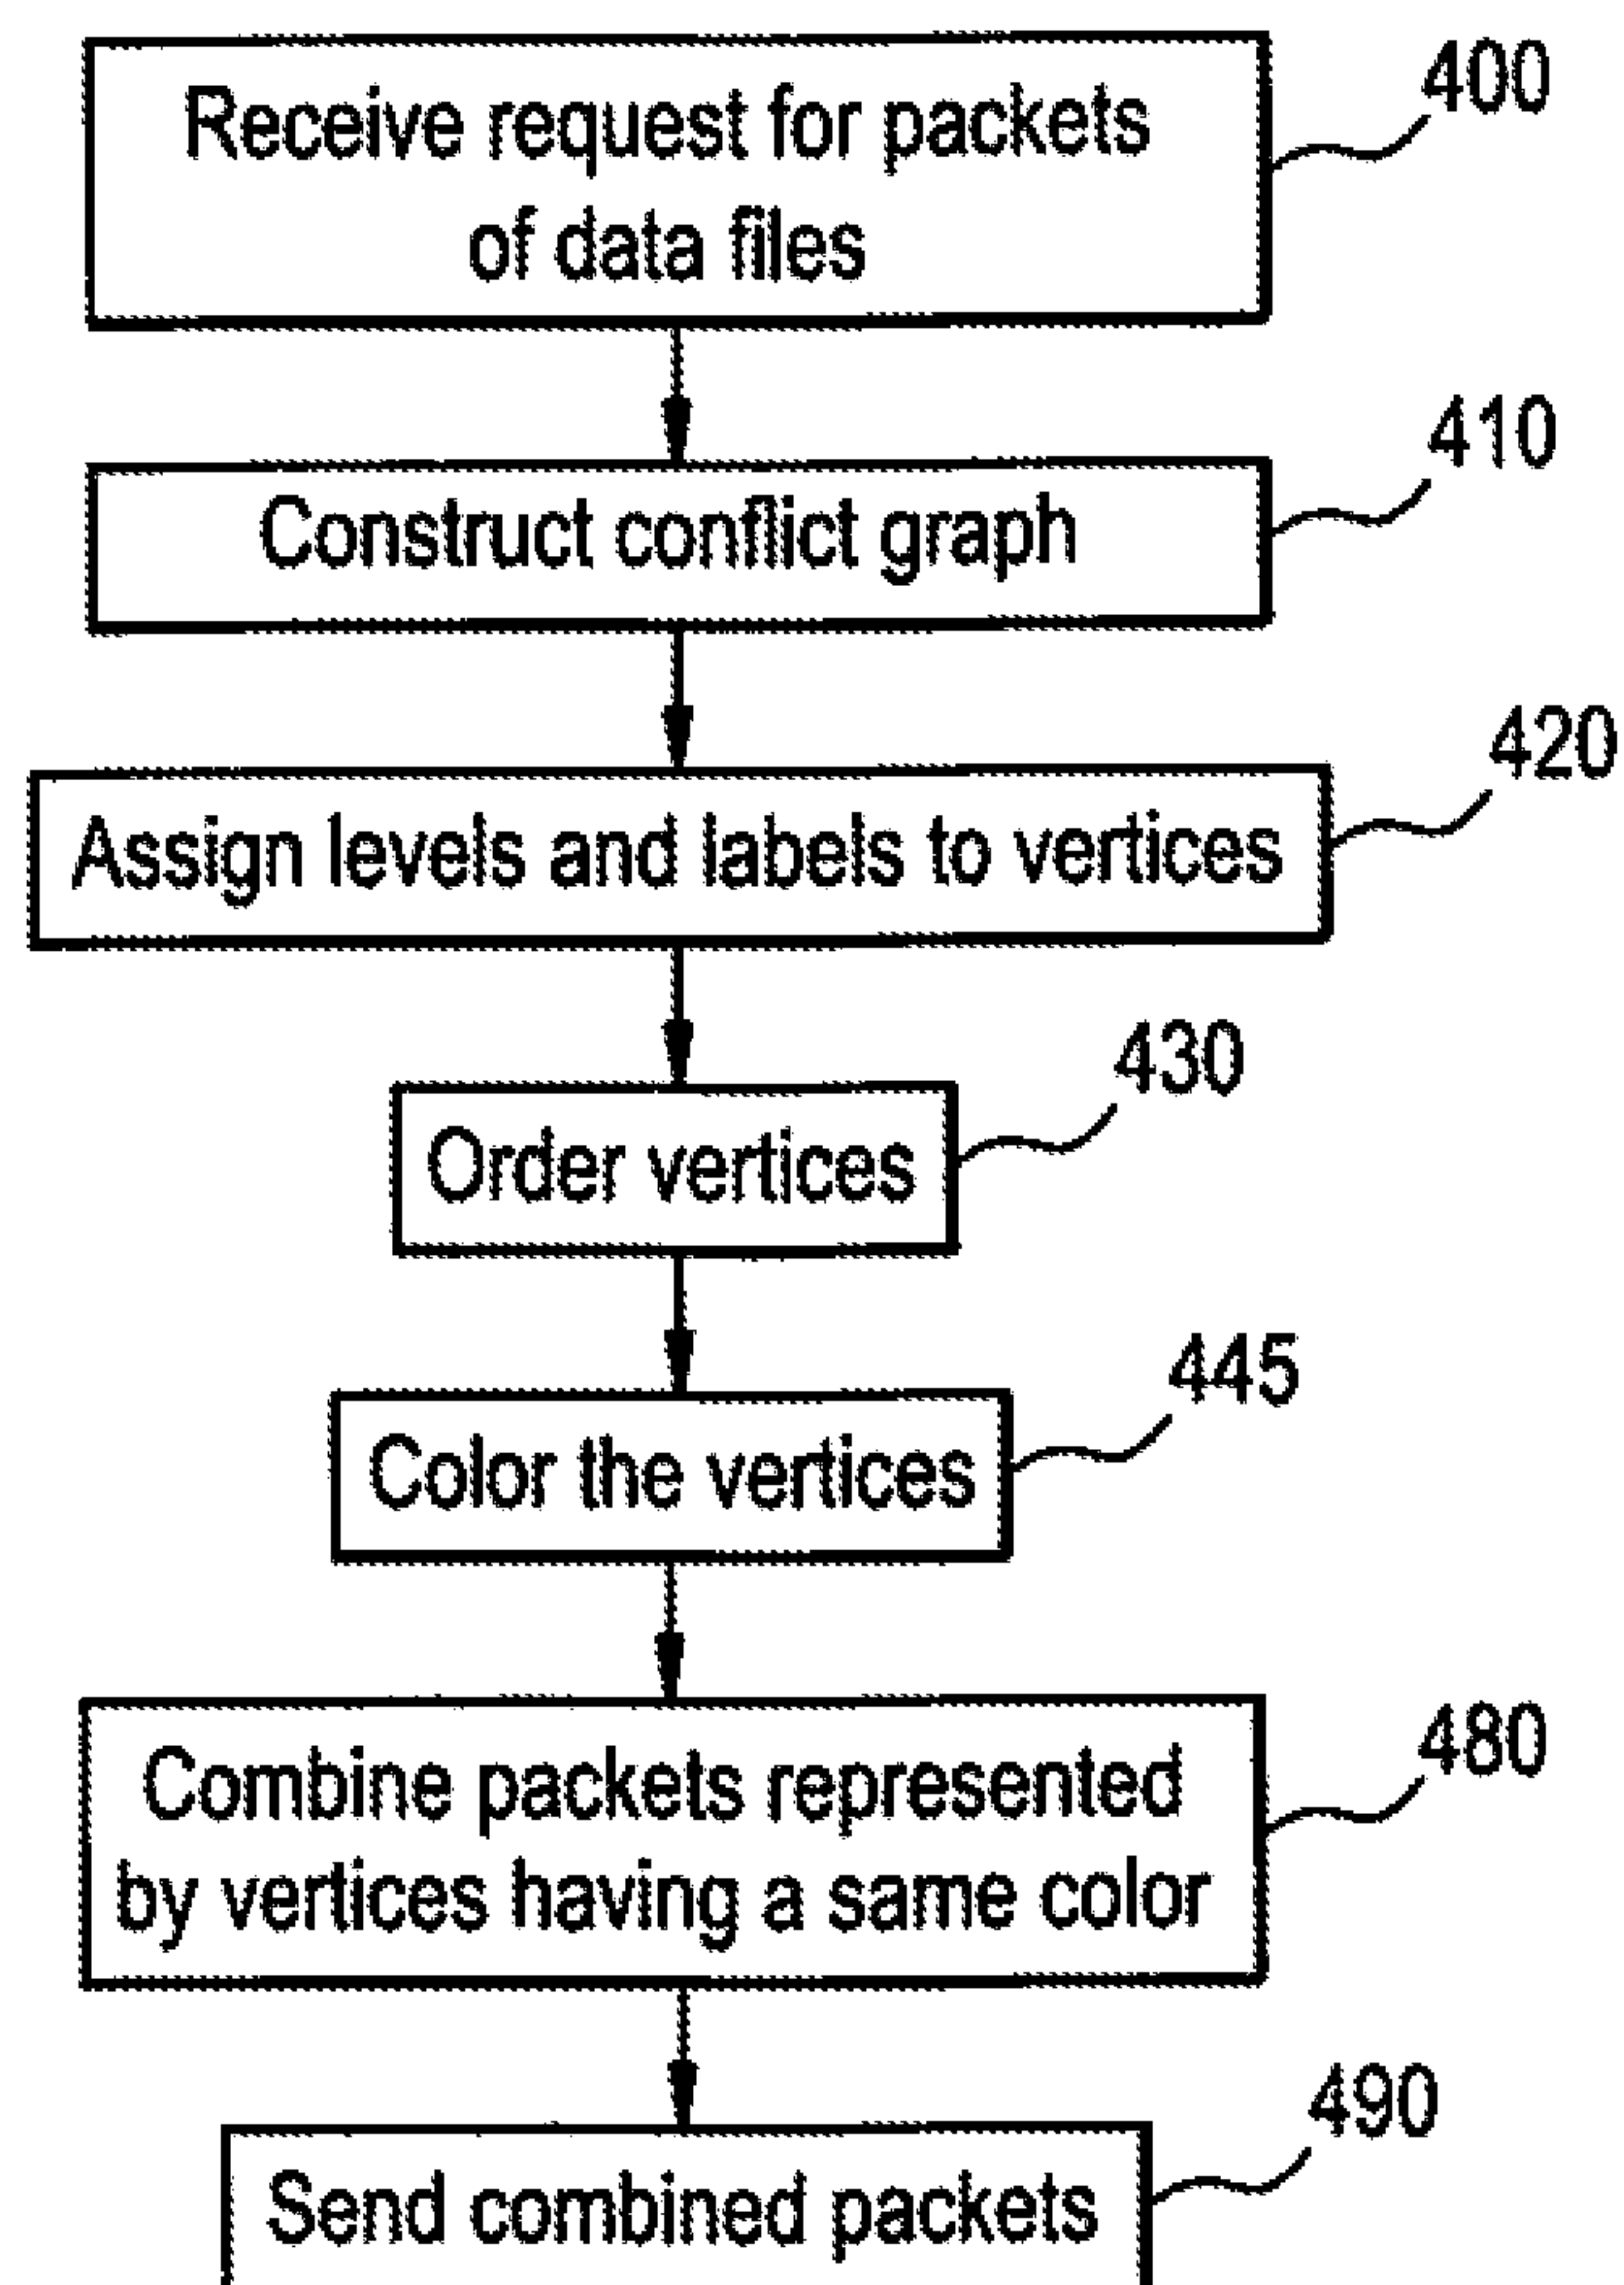 Receive request for packets
of data files
400
Construct conflict graph
410
Assign levels and labels to vertices
420
Order vertices
430
Color the vertices
445
Combine packets represented
by vertices having a same color
480
Send combined packets
490